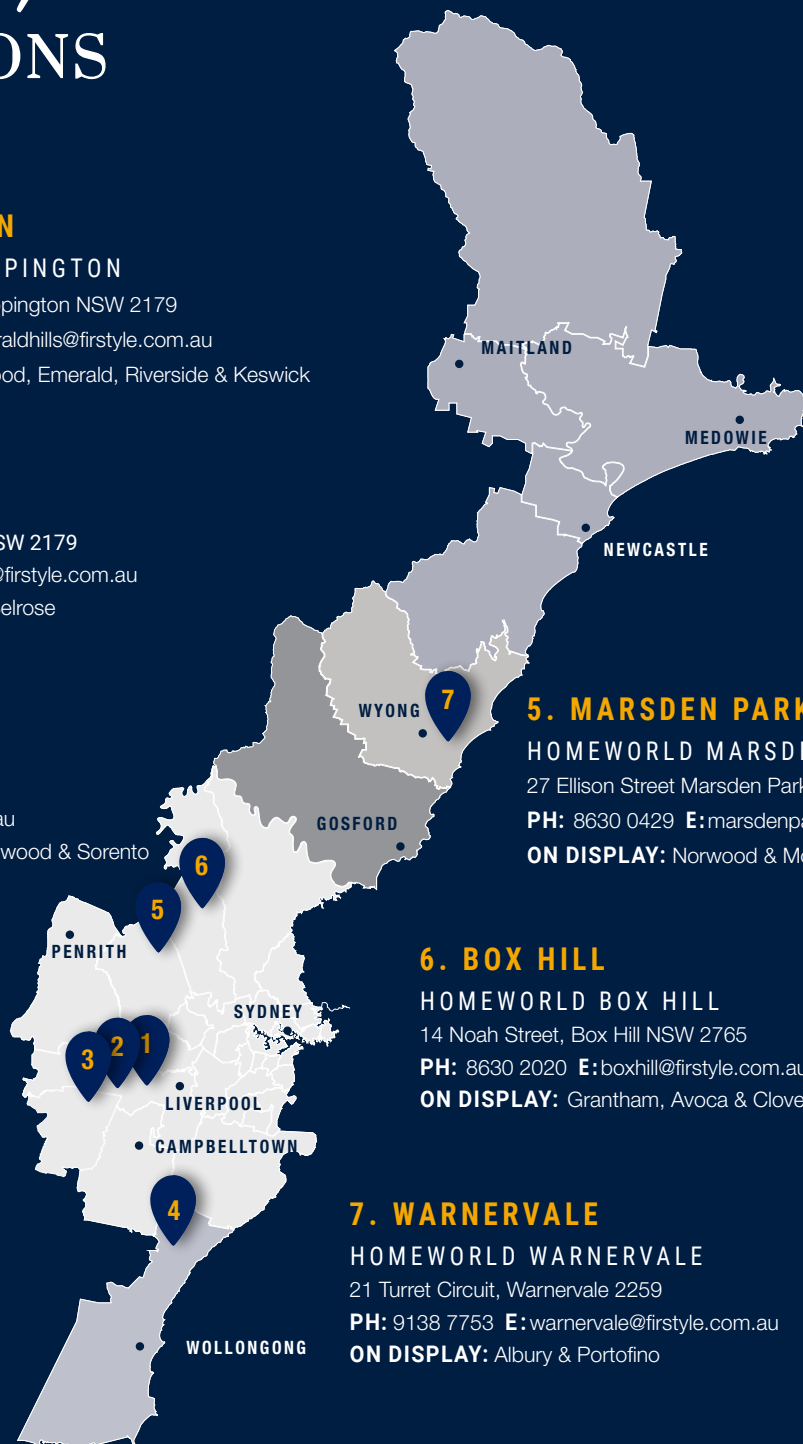 ONS
N
PPINGTON
pington NSW 2179
raldhills@firstyle.com.au
od, Emerald, Riverside & Keswick
SW 2179
@firstyle.com.au
elrose
au
wood & Sorento
MAITLAND
MEDOWIE
NEWCASTLE
WYONG
7
GOSFORD
6
5
PENRITH
SYDNEY
3
2
1
LIVERPOOL
CAMPBELLTOWN
4
WOLLONGONG
5. MARSDEN PARK
HOMEWORLD MARSD
27 Ellison Street Marsden Park
PH: 8630 0429 E: marsdenpa
ON DISPLAY: Norwood & Mo
6. BOX HILL
HOMEWORLD BOX HILL
14 Noah Street, Box Hill NSW 2765
PH: 8630 2020 E: boxhill@firstyle.com.au
ON DISPLAY: Grantham, Avoca & Clove
7. WARNERVALE
HOMEWORLD WARNERVALE
21 Turret Circuit, Warnervale 2259
PH: 9138 7753 E: warnervale@firstyle.com.au
ON DISPLAY: Albury & Portofino